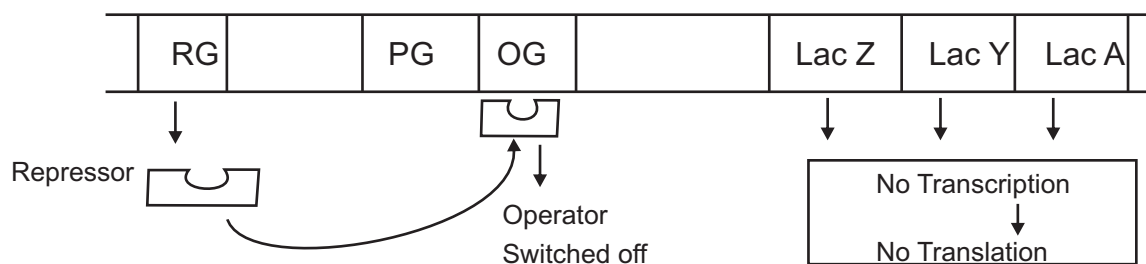 RG PG OG Lac Z Lac Y Lac A
Repressor
Operator
Switched off
No Transcription
No Translation